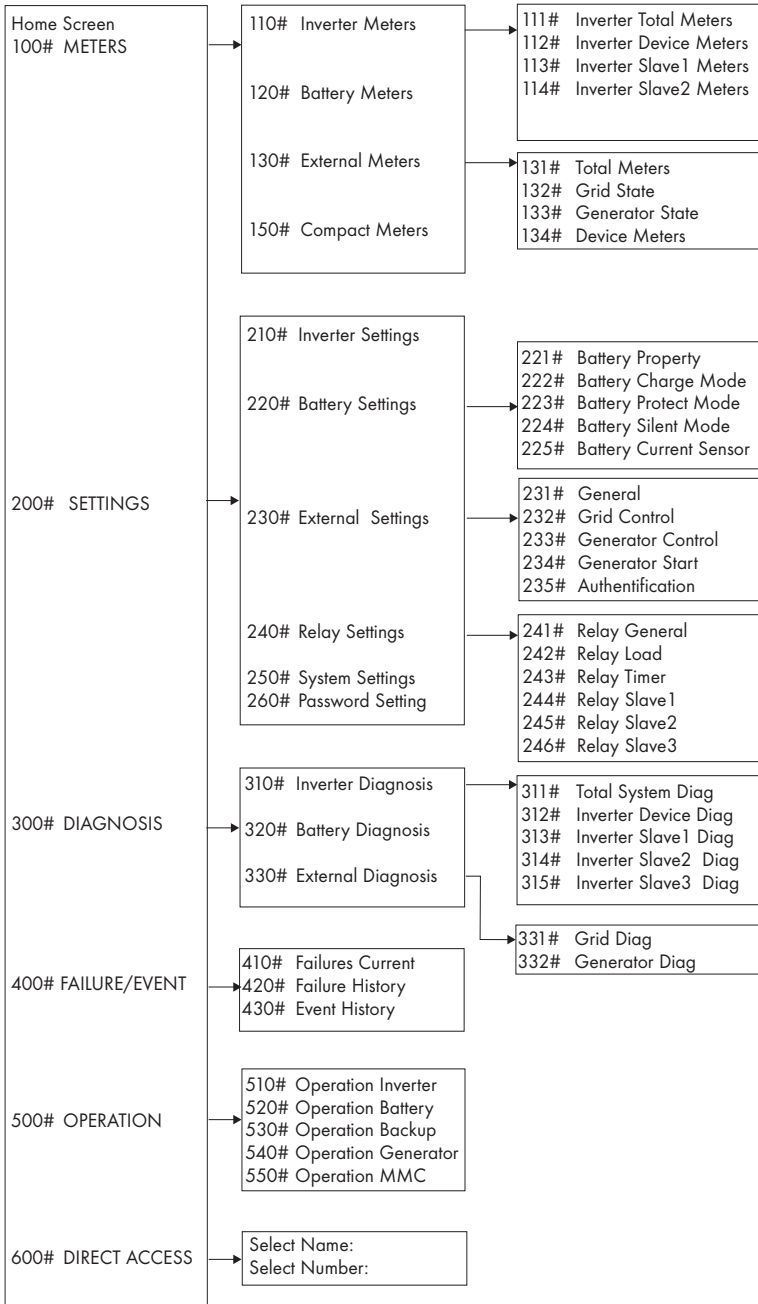 Home Screen
100# METERS
110# Inverter Meters
120# Battery Meters
130# External Meters
150# Compact Meters
111# Inverter Total Meters
112# Inverter Device Meters
113# Inverter Slave1 Meters
114# Inverter Slave2 Meters
131# Total Meters
132# Grid State
133# Generator State
134# Device Meters
200# SETTINGS
210# Inverter Settings
220# Battery Settings
230# External Settings
240# Relay Settings
250# System Settings
260# Password Setting
221# Battery Property
222# Battery Charge Mode
223# Battery Protect Mode
224# Battery Silent Mode
225# Battery Current Sensor
231# General
232# Grid Control
233# Generator Control
234# Generator Start
235# Authentification
241# Relay General
242# Relay Load
243# Relay Timer
244# Relay Slave1
245# Relay Slave2
246# Relay Slave3
300# DIAGNOSIS
310# Inverter Diagnosis
320# Battery Diagnosis
330# External Diagnosis
311# Total System Diag
312# Inverter Device Diag
313# Inverter Slave1 Diag
314# Inverter Slave2 Diag
315# Inverter Slave3 Diag
331# Grid Diag
332# Generator Diag
400# FAILURE/EVENT
410# Failures Current
420# Failure History
430# Event History
500# OPERATION
510# Operation Inverter
520# Operation Battery
530# Operation Backup
540# Operation Generator
550# Operation MMC
600# DIRECT ACCESS
Select Name:
Select Number: